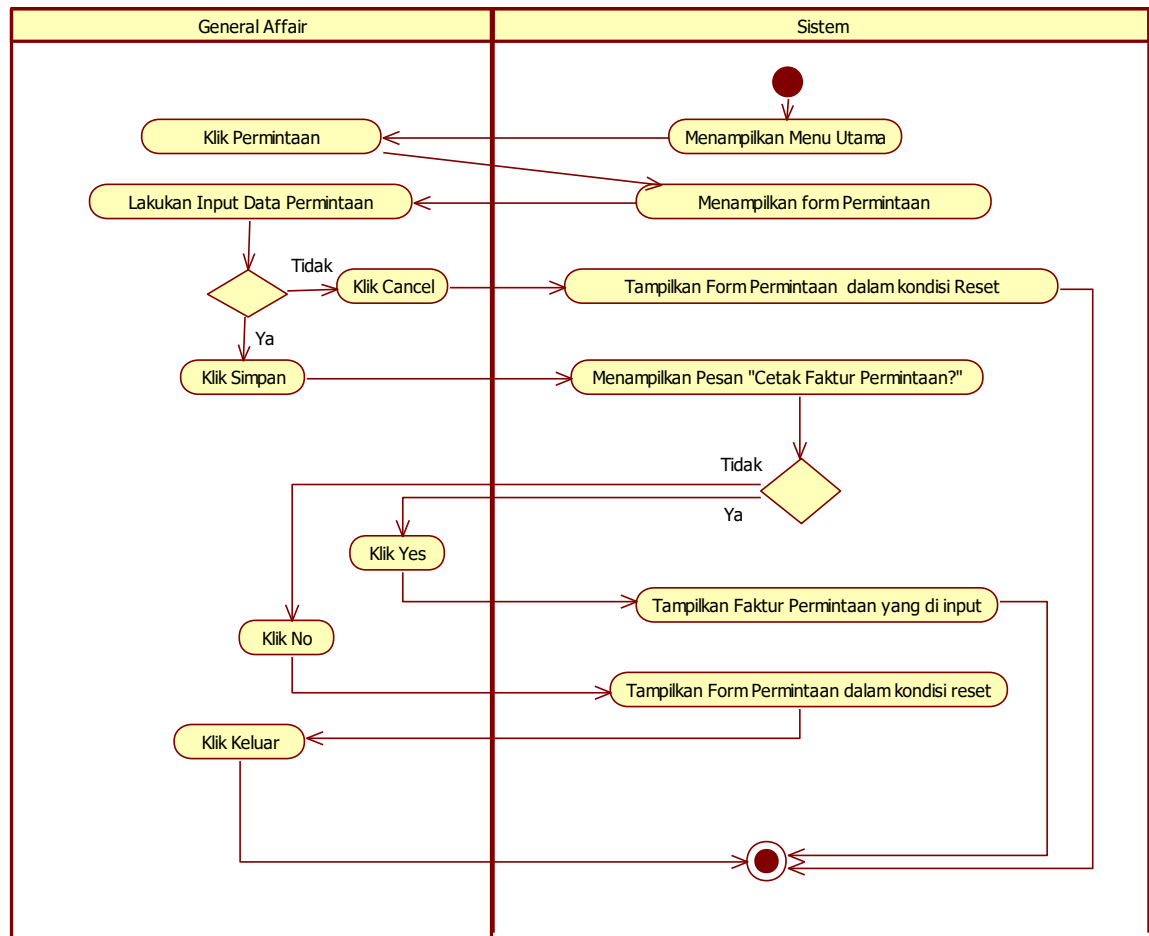 General Affair
Sistem
Klik Permintaan
Menampilkan Menu Utama
Lakukan Input Data Permintaan
Menampilkan form Permintaan
Tidak
Klik Cancel
Tampilkan Form Permintaan  dalam kondisi Reset
Ya
Klik Simpan
Menampilkan Pesan "Cetak Faktur Permintaan?"
Tidak
Ya
Klik Yes
Tampilkan Faktur Permintaan yang di input
Klik No
Tampilkan Form Permintaan dalam kondisi reset
Klik Keluar